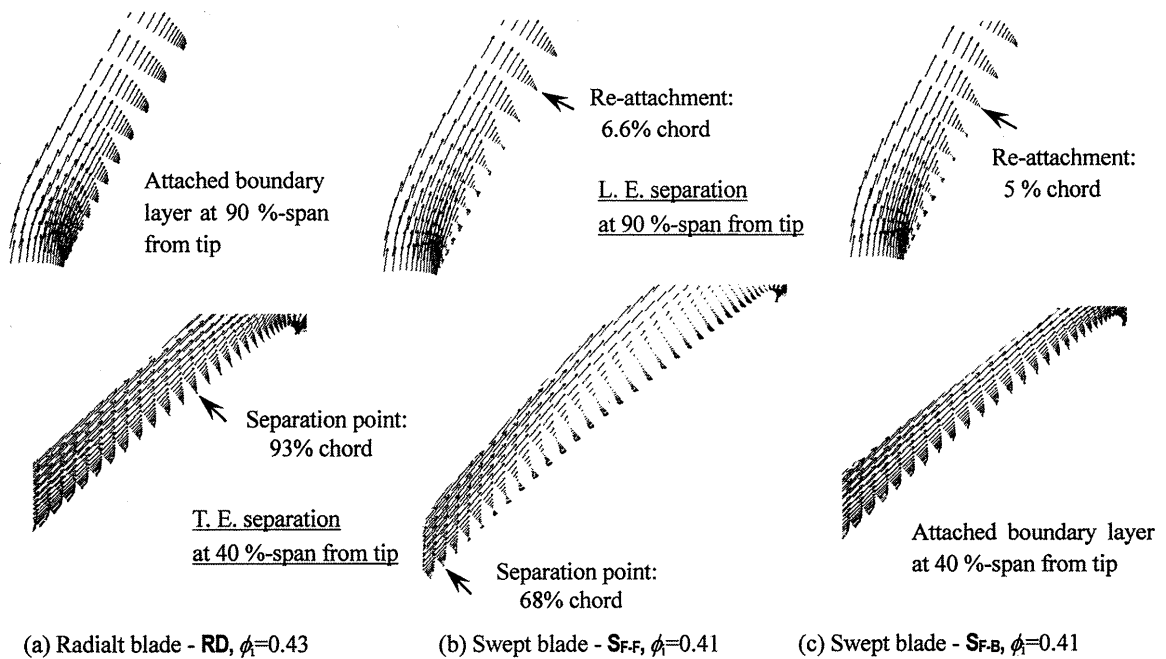 Re-attachment:
6.6% chord
Re-attachment:
5 % chord
Attached boundary
layer at 90 %-span
from tip
L. E. separation
at 90 %-span from tip
Separation point:
93% chord
T. E. separation
at 40 %-span from tip
Separation point:
68% chord
Attached boundary layer
at 40 %-span from tip
(a) Radialt blade - RD, ϕ₁=0.43
(b) Swept blade - SF-F, ϕ₁=0.41
(c) Swept blade - SF-B, ϕ₁=0.41